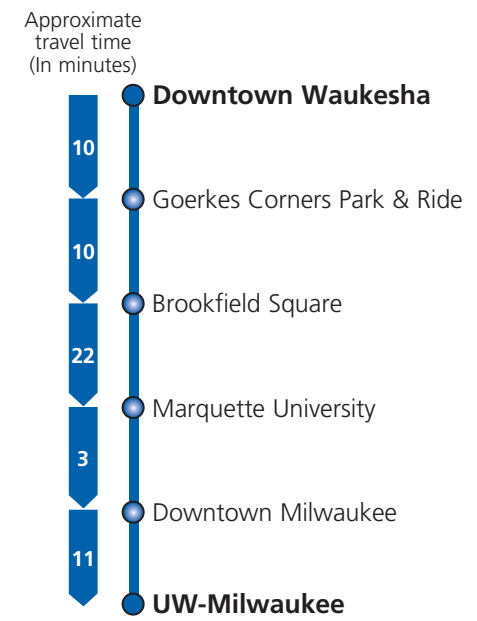 Approximate
travel time
(In minutes)
Downtown Waukesha
10
Goerkes Corners Park & Ride
10
Brookfield Square
22
Marquette University
3
Downtown Milwaukee
11
UW-Milwaukee